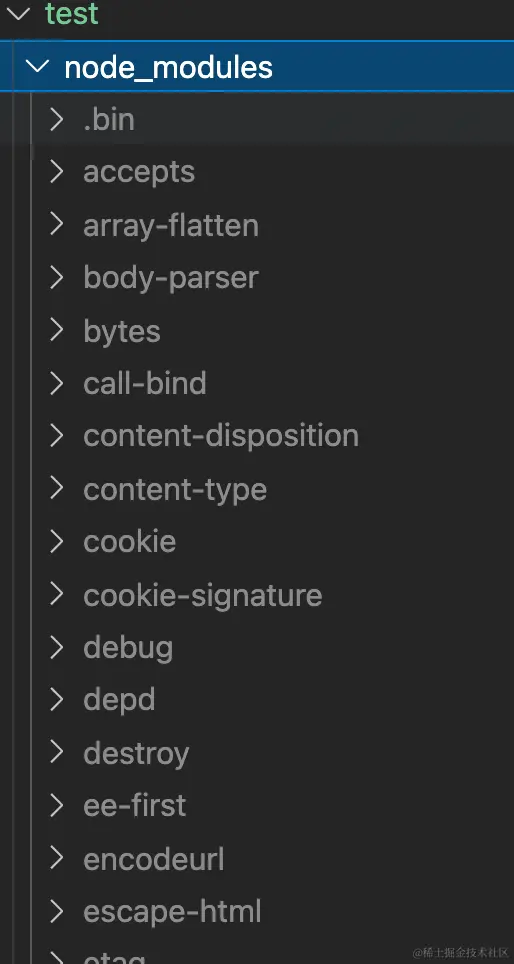 test
node_modules
.bin
accepts
array-flatten
body-parser
bytes
call-bind
content-disposition
content-type
cookie
cookie-signature
debug
depd
destroy
ee-first
encodeurl
escape-html
etag
@稀土掘金技术社区